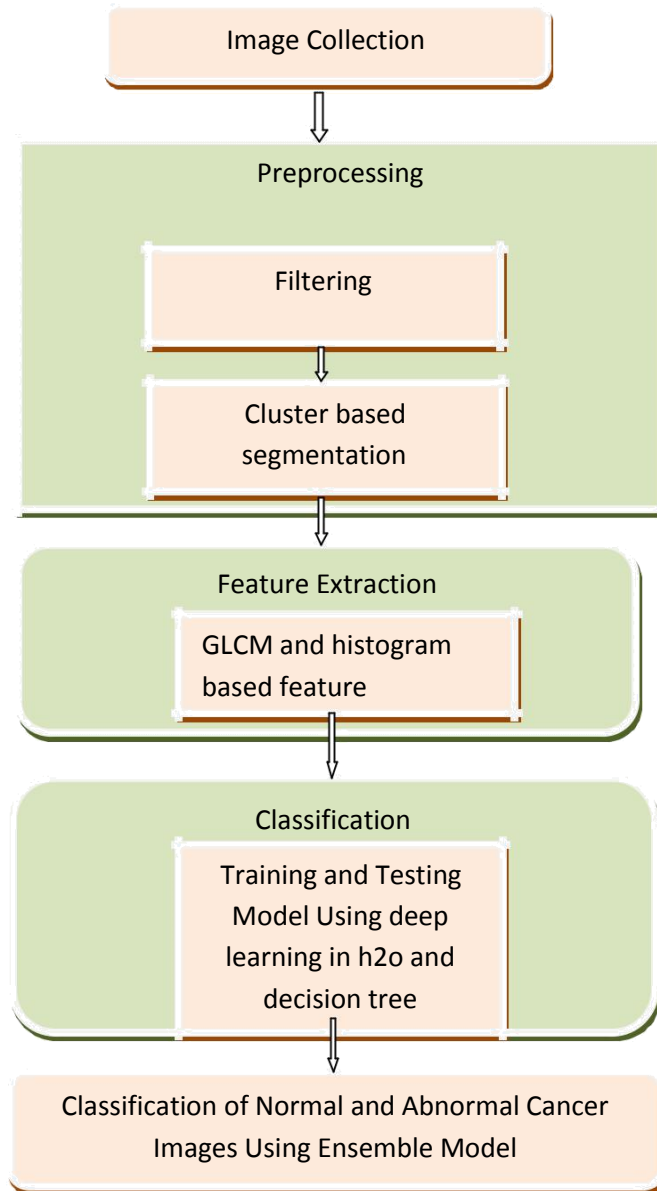 Image Collection
Preprocessing
Filtering
Cluster based
segmentation
Feature Extraction
GLCM and histogram
based feature
Classification
Training and Testing
Model Using deep
learning in h2o and
decision tree
Classification of Normal and Abnormal Cancer
Images Using Ensemble Model